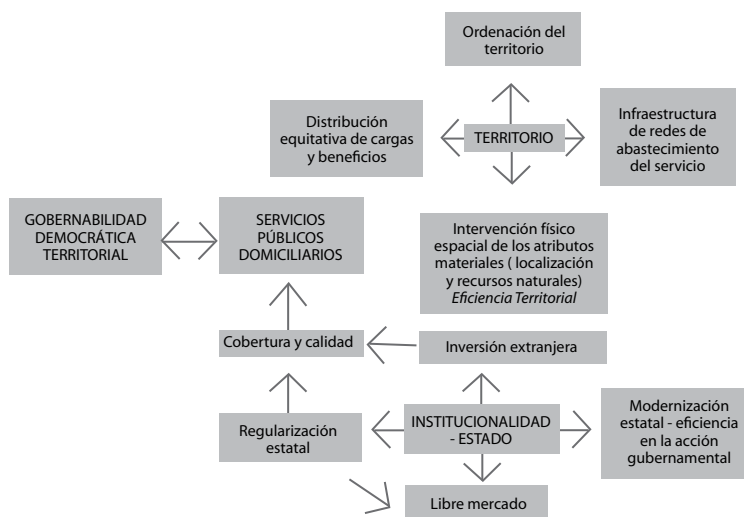 Ordenación del
territorio
Distribución
equitativa de cargas
y beneficios
TERRITORIO
Infraestructura
de redes de
abastecimiento
del servicio
GOBERNABILIDAD
DEMOCRÁTICA
TERRITORIAL
SERVICIOS
PÚBLICOS
DOMICILIARIOS
Intervención físico
espacial de los atributos
materiales ( localización
y recursos naturales)
Eficiencia Territorial
Cobertura y calidad
Inversión extranjera
Regularización
estatal
INSTITUCIONALIDAD
- ESTADO
Modernización
estatal - eficiencia
en la acción
gubernamental
Libre mercado